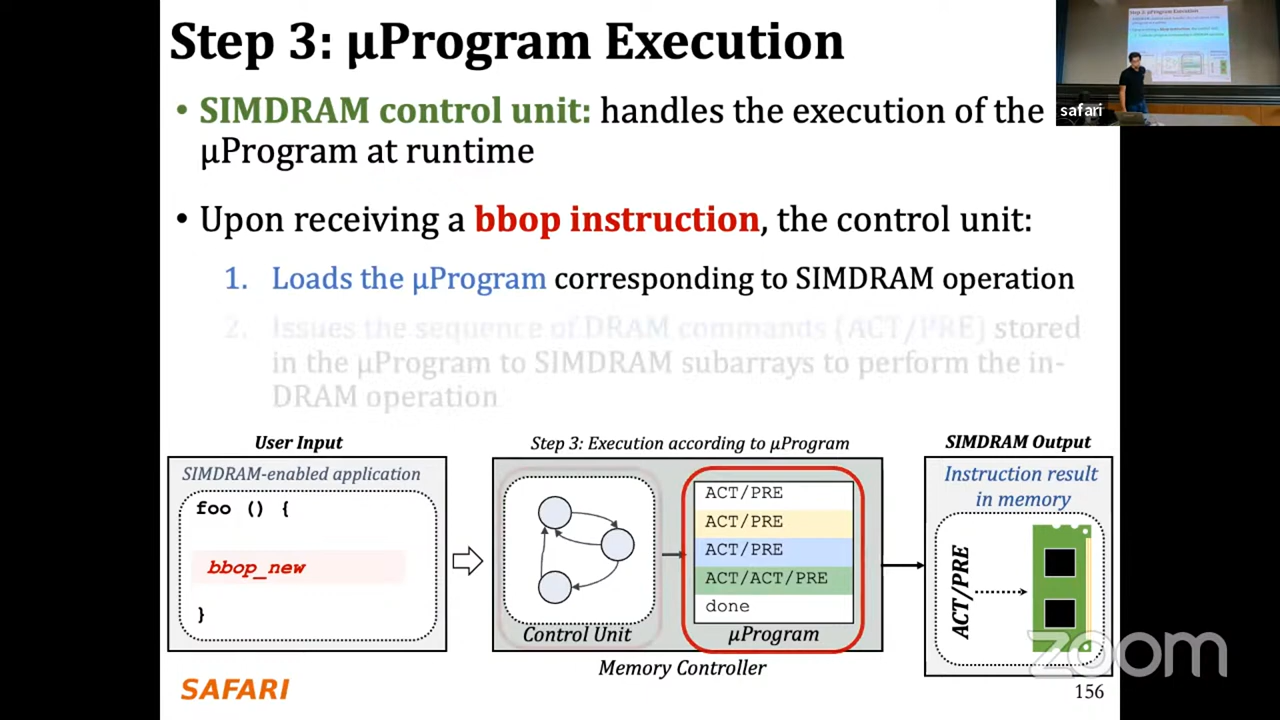 Step 3: µProgram Execution
• SIMDRAM control unit: handles the execution of the
µProgram at runtime
safari
• Upon receiving a bbop instruction, the control unit:
1. Loads the µProgram corresponding to SIMDRAM operation
2. Issues the sequence of DRAM commands (ACT/PRE) stored
in the µProgram to SIMDRAM subarrays to perform the in-
DRAM operation
User Input
SIMDRAM-enabled application
foo () {
bbop_new
}
Step 3: Execution according to µProgram
Control Unit
ACT/PRE
ACT/PRE
ACT/PRE
ACT/ACT/PRE
done
µProgram
Memory Controller
SIMDRAM Output
Instruction result
in memory
ACT/PRE
zoom
SAFARI
156